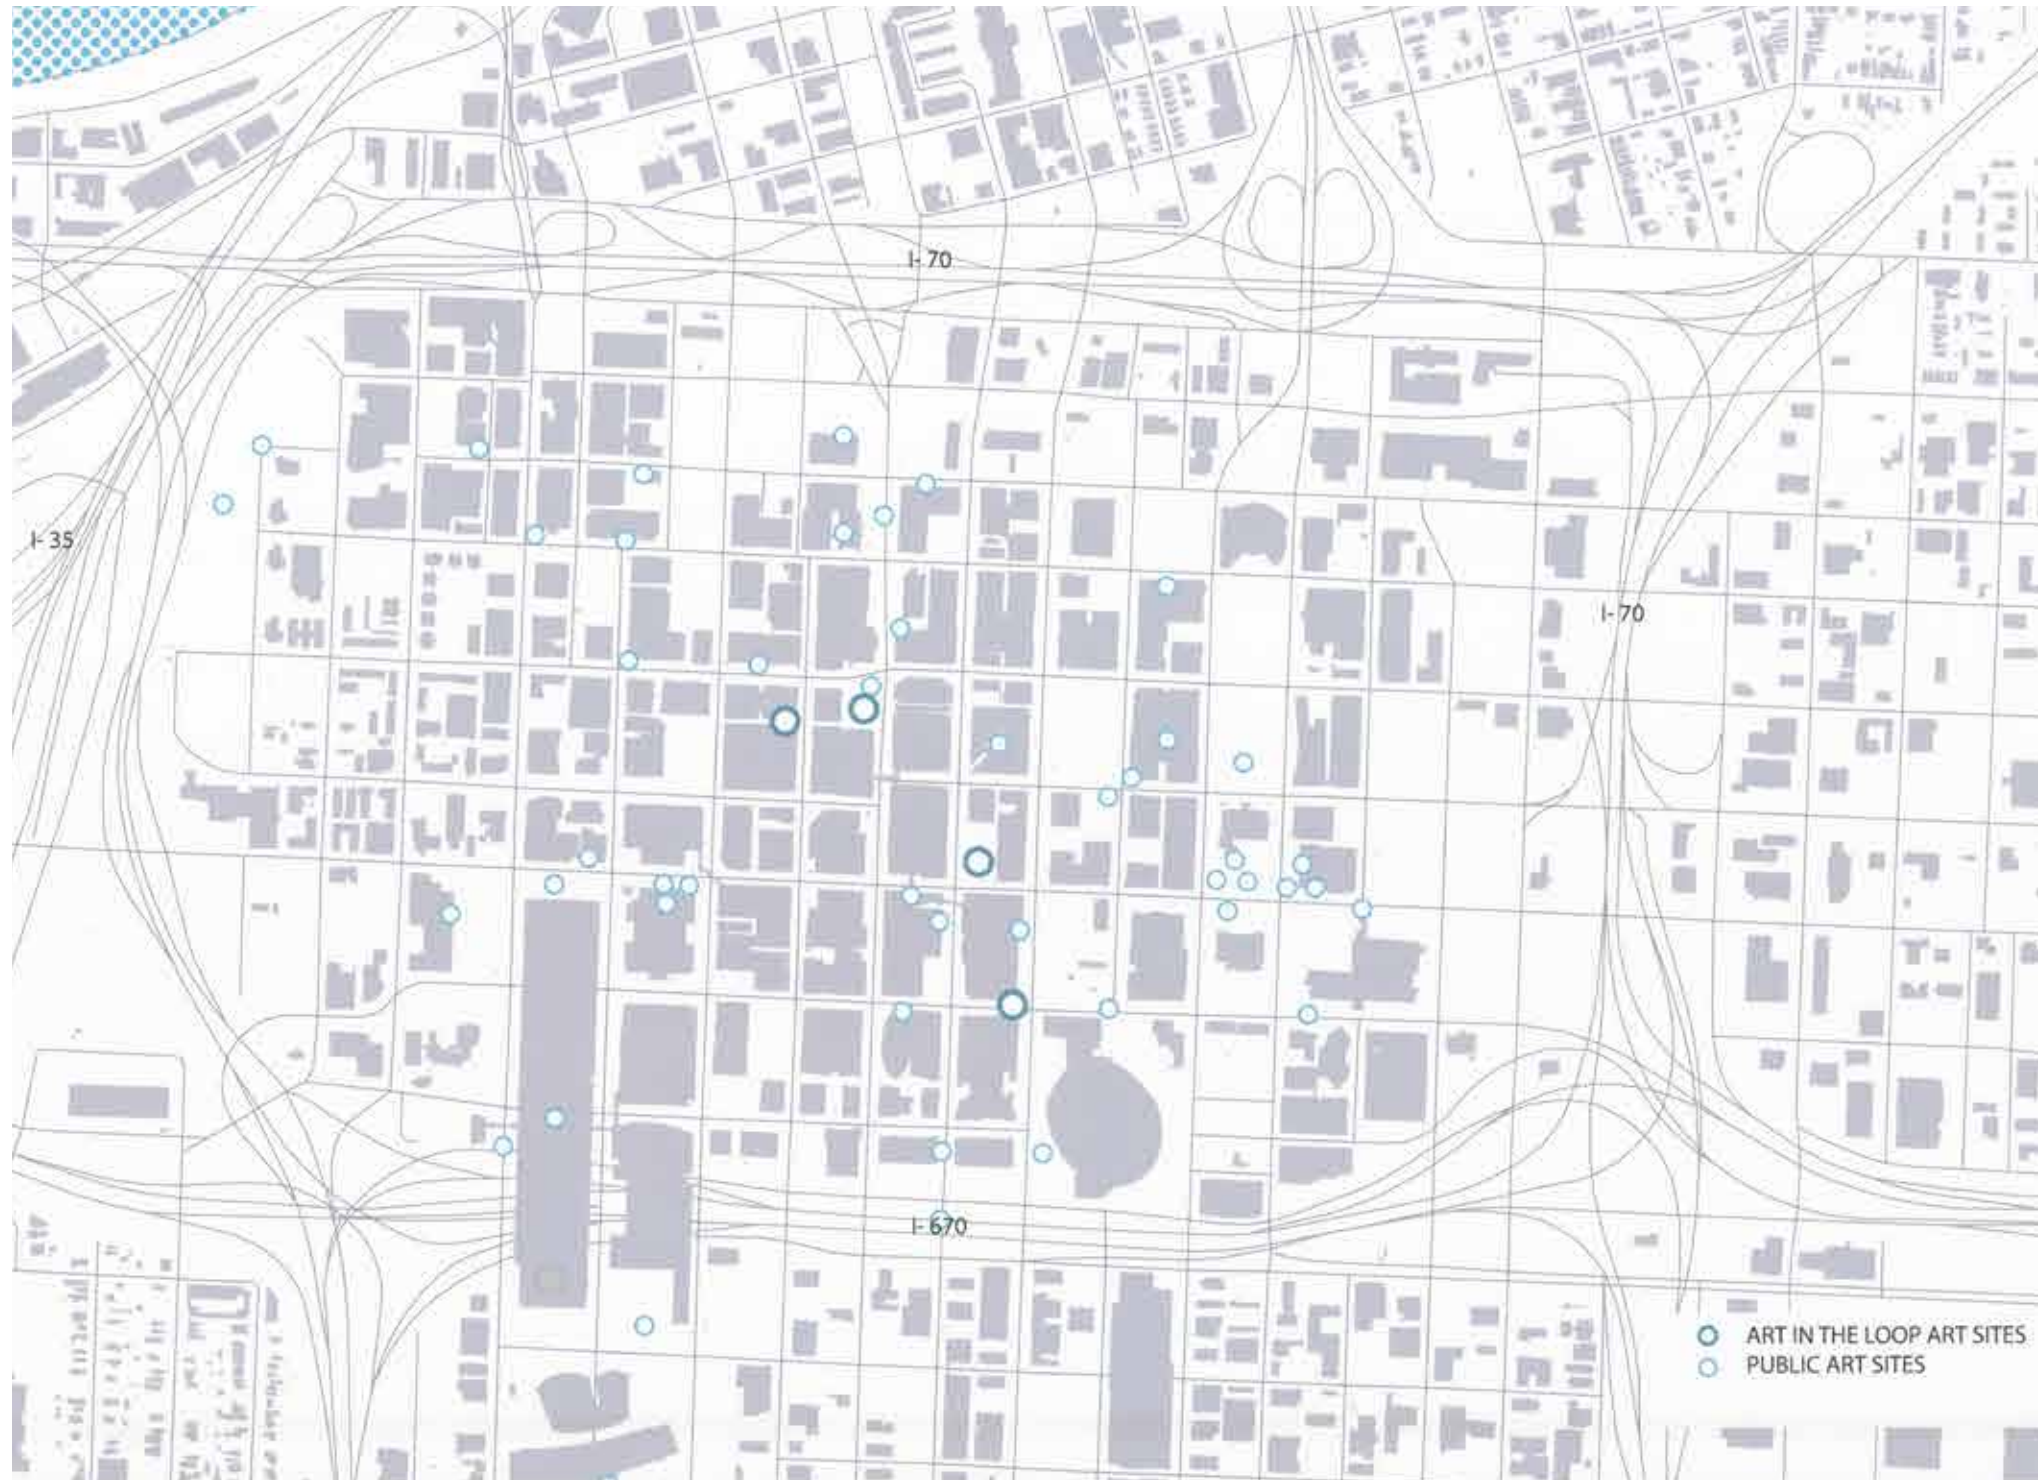 I-70
I-35
I-70
I-670
ART IN THE LOOP ART SITES
PUBLIC ART SITES